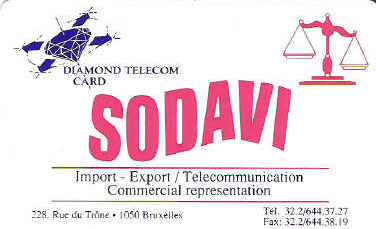 DIAMOND TELECOM
CARD
SODAVI
Import - Export / Telecommunication
Commercial representation
228. Rue du Trône • 1050 Bruxelles
Tel. 32.2/644.37.27
Fax: 32.2/644.38.19